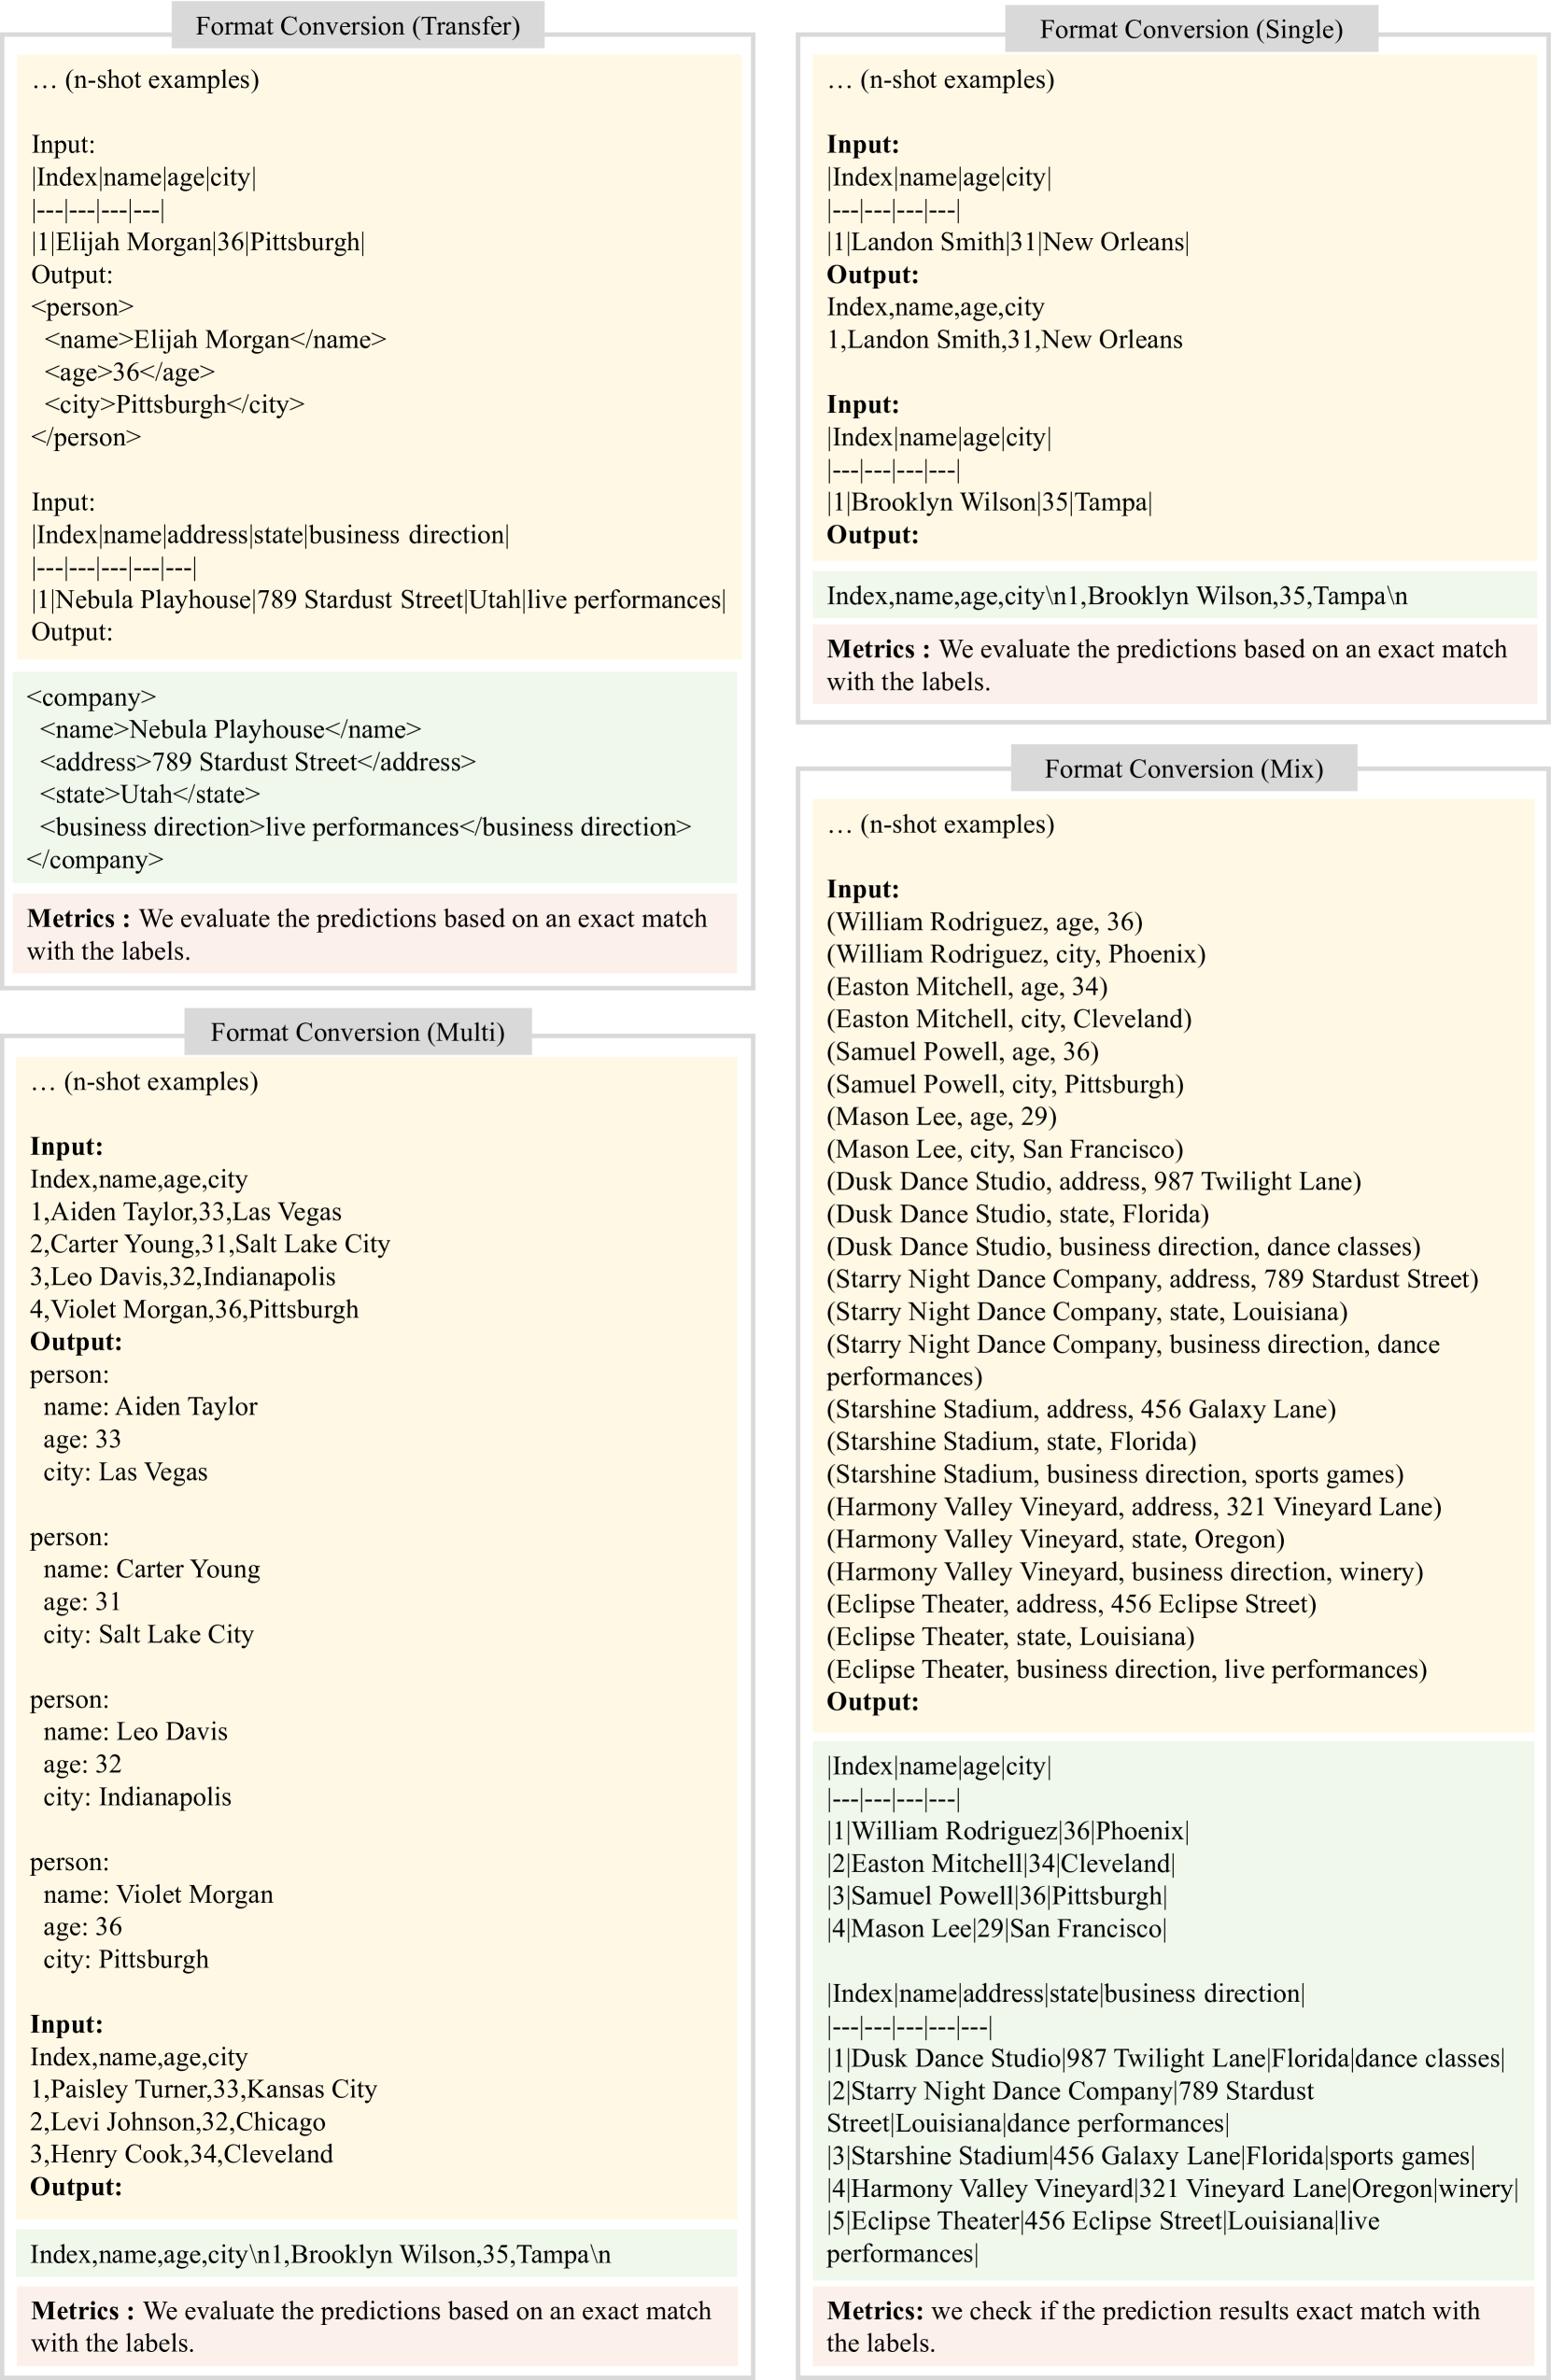 Format Conversion (Transfer)
… (n-shot examples)
Input:
|Index|name|age|city|
|---|---|---|---|
|1|Elijah Morgan|36|Pittsburgh|
Output:
<person>
  <name>Elijah Morgan</name>
  <age>36</age>
  <city>Pittsburgh</city>
</person>
Input:
|Index|name|address|state|business direction|
|---|---|---|---|---|
|1|Nebula Playhouse|789 Stardust Street|Utah|live performances|
Output:
<company>
  <name>Nebula Playhouse</name>
  <address>789 Stardust Street</address>
  <state>Utah</state>
  <business direction>live performances</business direction>
</company>
Metrics : We evaluate the predictions based on an exact match
with the labels.
Format Conversion (Multi)
… (n-shot examples)
Input:
Index,name,age,city
1,Aiden Taylor,33,Las Vegas
2,Carter Young,31,Salt Lake City
3,Leo Davis,32,Indianapolis
4,Violet Morgan,36,Pittsburgh
Output:
person:
  name: Aiden Taylor
  age: 33
  city: Las Vegas
person:
  name: Carter Young
  age: 31
  city: Salt Lake City
person:
  name: Leo Davis
  age: 32
  city: Indianapolis
person:
  name: Violet Morgan
  age: 36
  city: Pittsburgh
Input:
Index,name,age,city
1,Paisley Turner,33,Kansas City
2,Levi Johnson,32,Chicago
3,Henry Cook,34,Cleveland
Output:
Index,name,age,city\n1,Brooklyn Wilson,35,Tampa\n
Metrics : We evaluate the predictions based on an exact match
with the labels.
Format Conversion (Single)
… (n-shot examples)
Input:
|Index|name|age|city|
|---|---|---|---|
|1|Landon Smith|31|New Orleans|
Output:
Index,name,age,city
1,Landon Smith,31,New Orleans
Input:
|Index|name|age|city|
|---|---|---|---|
|1|Brooklyn Wilson|35|Tampa|
Output:
Index,name,age,city\n1,Brooklyn Wilson,35,Tampa\n
Metrics : We evaluate the predictions based on an exact match
with the labels.
Format Conversion (Mix)
… (n-shot examples)
Input:
(William Rodriguez, age, 36)
(William Rodriguez, city, Phoenix)
(Easton Mitchell, age, 34)
(Easton Mitchell, city, Cleveland)
(Samuel Powell, age, 36)
(Samuel Powell, city, Pittsburgh)
(Mason Lee, age, 29)
(Mason Lee, city, San Francisco)
(Dusk Dance Studio, address, 987 Twilight Lane)
(Dusk Dance Studio, state, Florida)
(Dusk Dance Studio, business direction, dance classes)
(Starry Night Dance Company, address, 789 Stardust Street)
(Starry Night Dance Company, state, Louisiana)
(Starry Night Dance Company, business direction, dance
performances)
(Starshine Stadium, address, 456 Galaxy Lane)
(Starshine Stadium, state, Florida)
(Starshine Stadium, business direction, sports games)
(Harmony Valley Vineyard, address, 321 Vineyard Lane)
(Harmony Valley Vineyard, state, Oregon)
(Harmony Valley Vineyard, business direction, winery)
(Eclipse Theater, address, 456 Eclipse Street)
(Eclipse Theater, state, Louisiana)
(Eclipse Theater, business direction, live performances)
Output:
|Index|name|age|city|
|---|---|---|---|
|1|William Rodriguez|36|Phoenix|
|2|Easton Mitchell|34|Cleveland|
|3|Samuel Powell|36|Pittsburgh|
|4|Mason Lee|29|San Francisco|
|Index|name|address|state|business direction|
|---|---|---|---|---|
|1|Dusk Dance Studio|987 Twilight Lane|Florida|dance classes|
|2|Starry Night Dance Company|789 Stardust
Street|Louisiana|dance performances|
|3|Starshine Stadium|456 Galaxy Lane|Florida|sports games|
|4|Harmony Valley Vineyard|321 Vineyard Lane|Oregon|winery|
|5|Eclipse Theater|456 Eclipse Street|Louisiana|live
performances|
Metrics: we check if the prediction results exact match with
the labels.